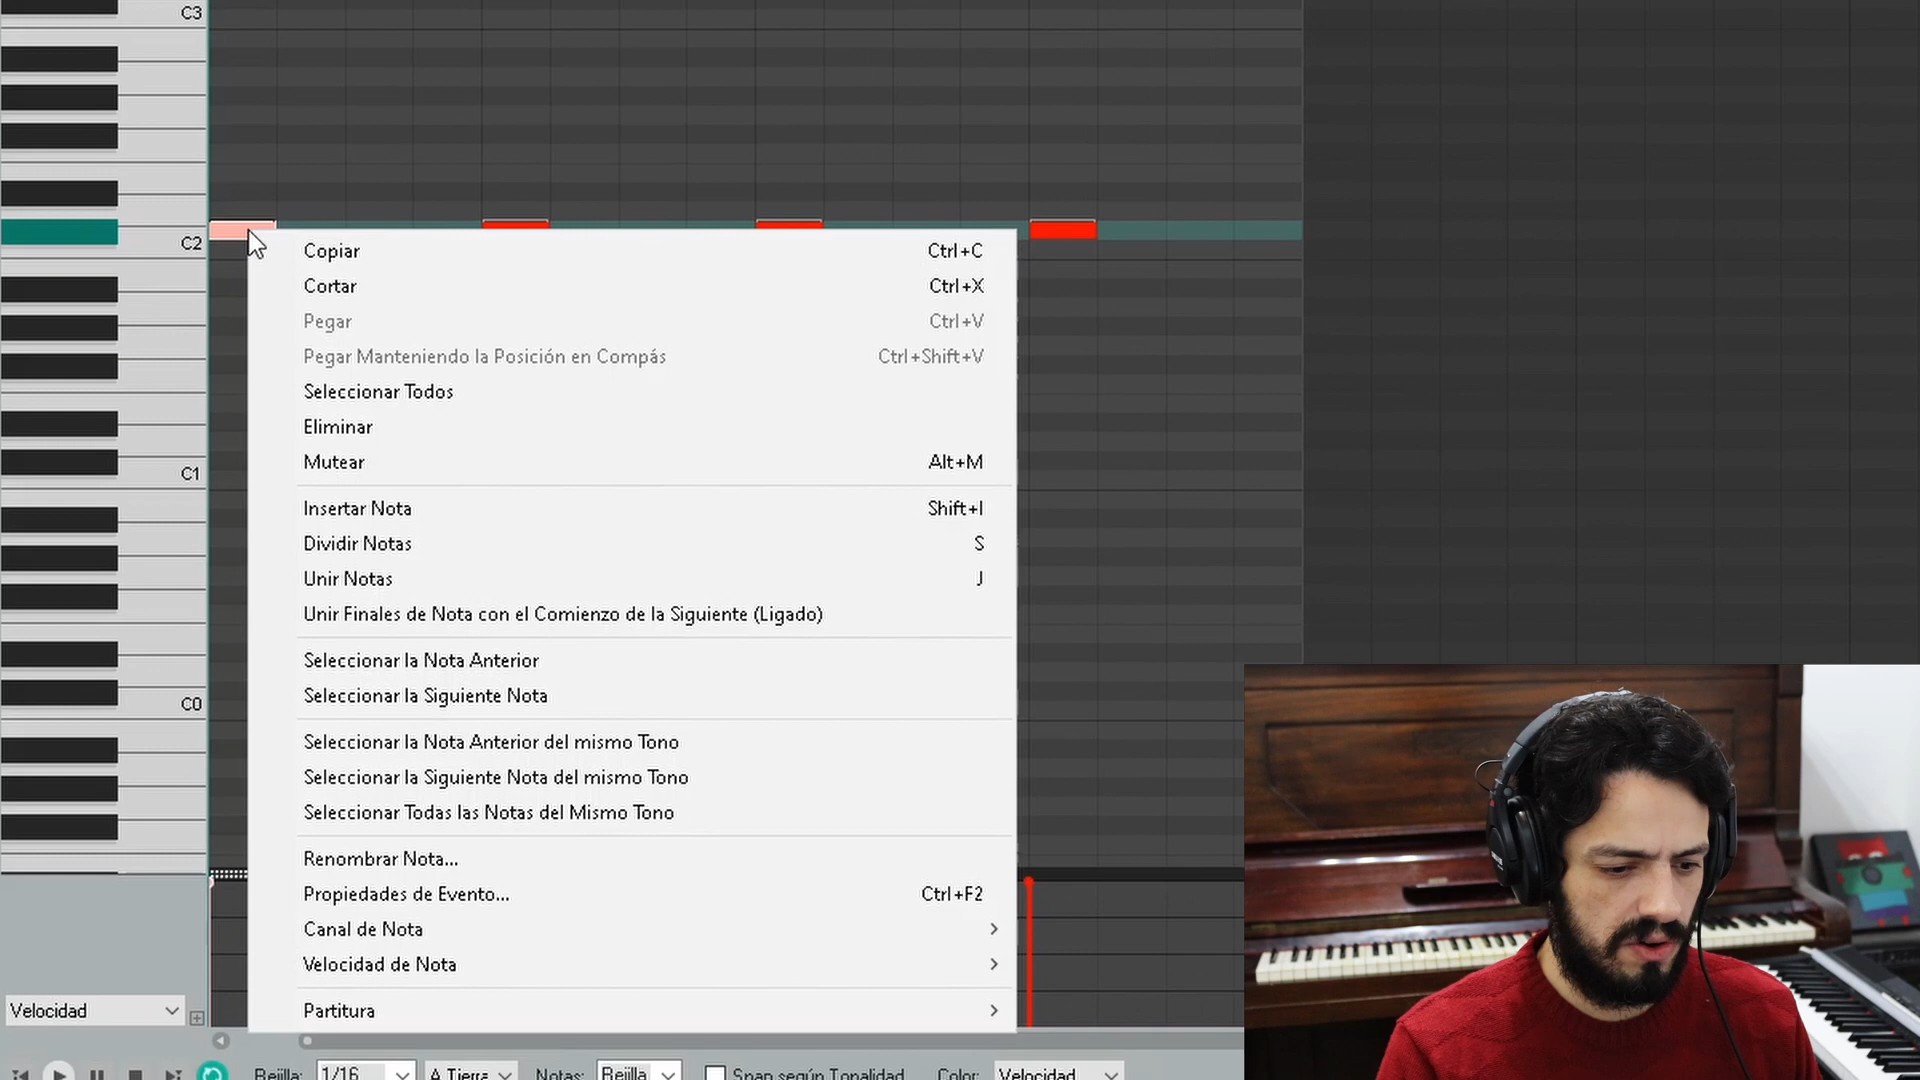 C3
C2
C1
C0
Copiar Ctrl+C
Cortar Ctrl+X
Pegar Ctrl+V
Pegar Manteniendo la Posición en Compás Ctrl+Shift+V
Seleccionar Todos
Eliminar
Mutear Alt+M
Insertar Nota Shift+I
Dividir Notas S
Unir Notas J
Unir Finales de Nota con el Comienzo de la Siguiente (Ligado)
Seleccionar la Nota Anterior
Seleccionar la Siguiente Nota
Seleccionar la Nota Anterior del mismo Tono
Seleccionar la Siguiente Nota del mismo Tono
Seleccionar Todas las Notas del Mismo Tono
Renombrar Nota...
Propiedades de Evento... Ctrl+F2
Canal de Nota
Velocidad de Nota
Partitura
Velocidad
Rejilla: 1/16 A Tierra Notas: Rejilla Snap según Tonalidad Color: Velocidad